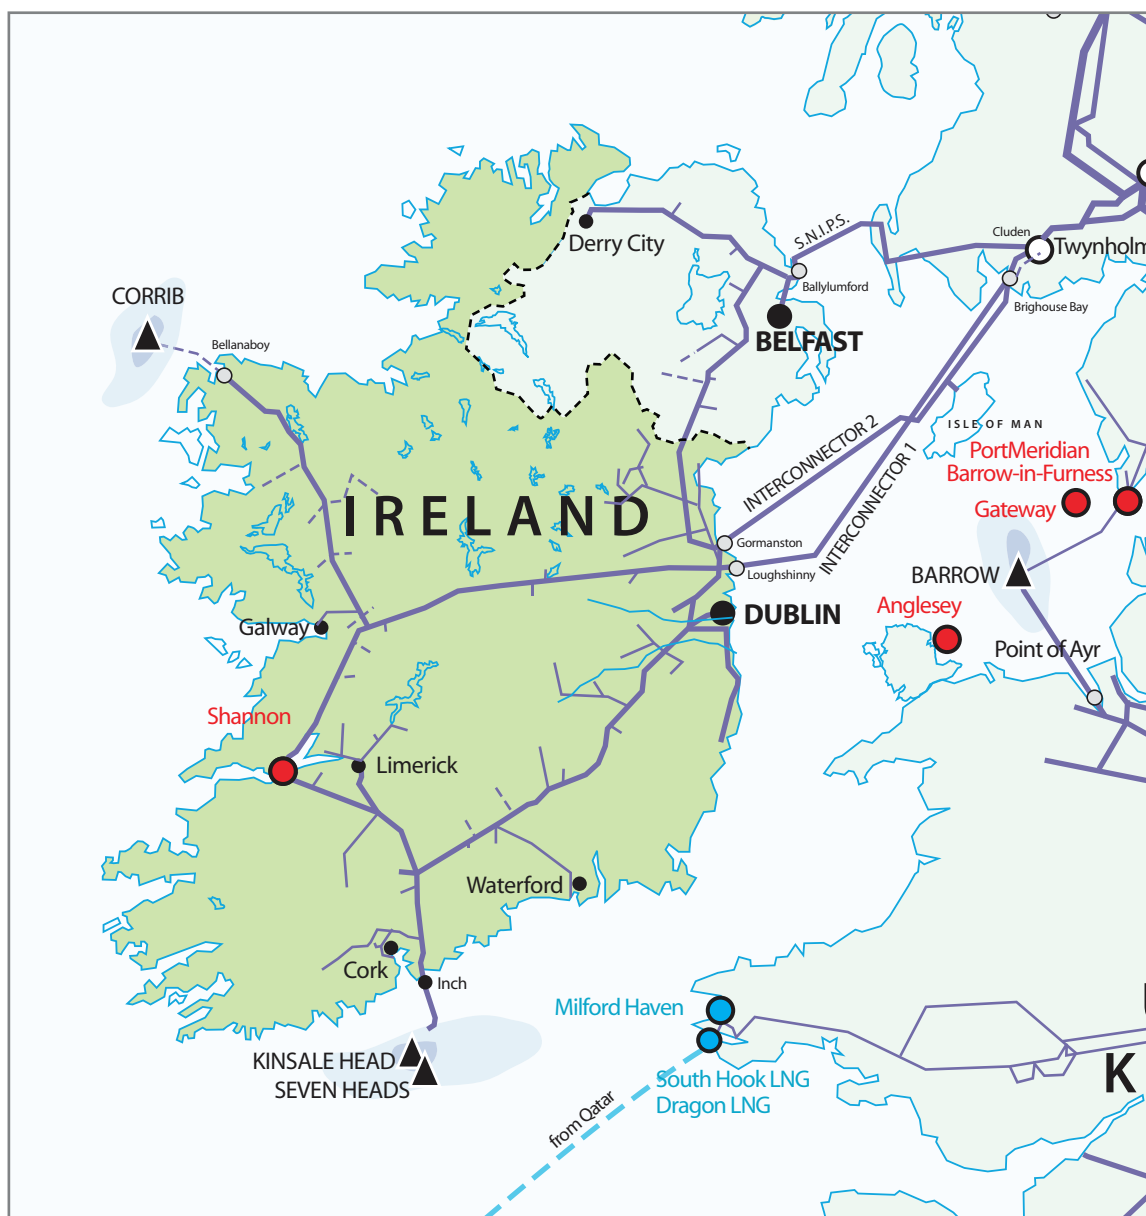 S.N.I.P.S.
Cluden
Twynholm
Derry City
Ballylumford
Brighouse Bay
CORRIB
Bellanaboy
BELFAST
INTERCONNECTOR 2
ISLE OF MAN
PortMeridian
Barrow-in-Furness
Gateway
INTERCONNECTOR 1
IRELAND
Gormanston
Loughshinny
BARROW
DUBLIN
Anglesey
Galway
Point of Ayr
Shannon
Limerick
Waterford
Cork
Inch
Milford Haven
KINSALE HEAD
SEVEN HEADS
South Hook LNG
Dragon LNG
K
from Qatar